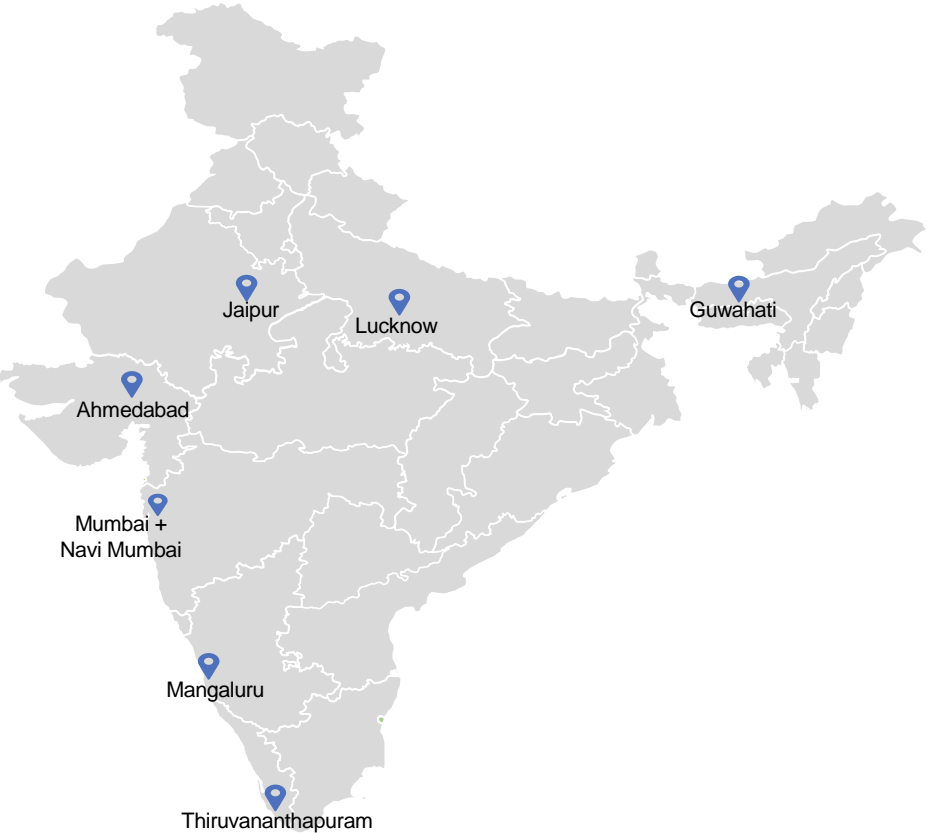 Jaipur
Guwahati
Lucknow
Ahmedabad
Mumbai +
Navi Mumbai
Mangaluru
Thiruvananthapuram